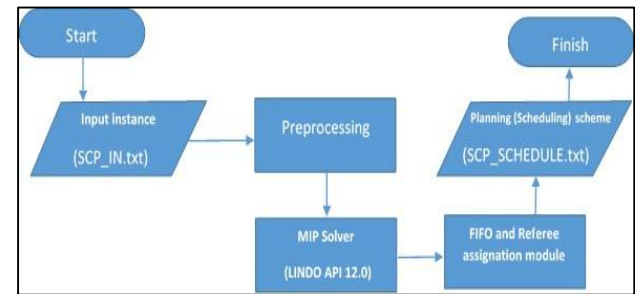 Start
Input instance
(SCP_IN.txt)
Preprocessing
MIP Solver
(LINDO API 12.0)
FIFO and Referee
assignation module
Planning (Scheduling) scheme
(SCP_SCHEDULE.txt)
Finish